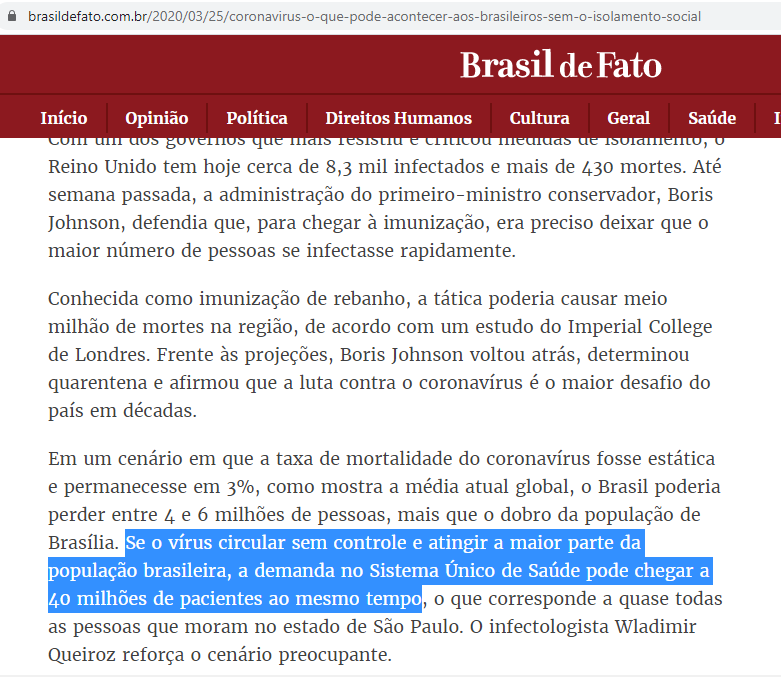 brasildefato.com.br/2020/03/25/coronavirus-o-que-pode-acontecer-aos-brasileiros-sem-o-isolamento-social
Brasil de Fato
Início Opinião Política Direitos Humanos Cultura Geral Saúde I
Com um dos governos que mais resistiu e criticou medidas de isolamento, o
Reino Unido tem hoje cerca de 8,3 mil infectados e mais de 430 mortes. Até
semana passada, a administração do primeiro-ministro conservador, Boris
Johnson, defendia que, para chegar à imunização, era preciso deixar que o
maior número de pessoas se infectasse rapidamente.
Conhecida como imunização de rebanho, a tática poderia causar meio
milhão de mortes na região, de acordo com um estudo do Imperial College
de Londres. Frente às projeções, Boris Johnson voltou atrás, determinou
quarentena e afirmou que a luta contra o coronavírus é o maior desafio do
país em décadas.
Em um cenário em que a taxa de mortalidade do coronavírus fosse estática
e permanecesse em 3%, como mostra a média atual global, o Brasil poderia
perder entre 4 e 6 milhões de pessoas, mais que o dobro da população de
Brasília. Se o vírus circular sem controle e atingir a maior parte da
população brasileira, a demanda no Sistema Único de Saúde pode chegar a
40 milhões de pacientes ao mesmo tempo, o que corresponde a quase todas
as pessoas que moram no estado de São Paulo. O infectologista Wladimir
Queiroz reforça o cenário preocupante.